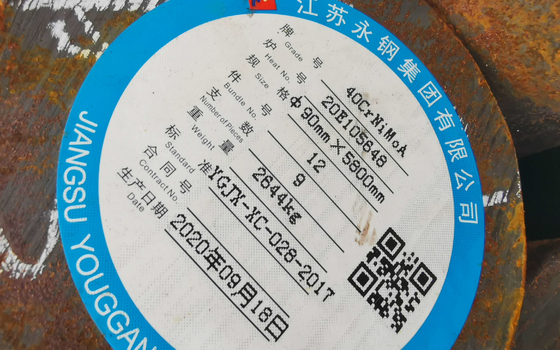 江苏永钢集团有限公司
牌号 40CrNiMoA
Grade
炉号 20E105648
Heat No.
规格 Φ90mm×5800mm
Size
件号 12
Bundle No.
支数 9
Number of Pieces
重量 2644kg
Weight
标准 YGJX-XC-028-2017
Standard
合同号
Contract No.
生产日期 2020年09月18日
Date
JIANGSU YOUGGAN